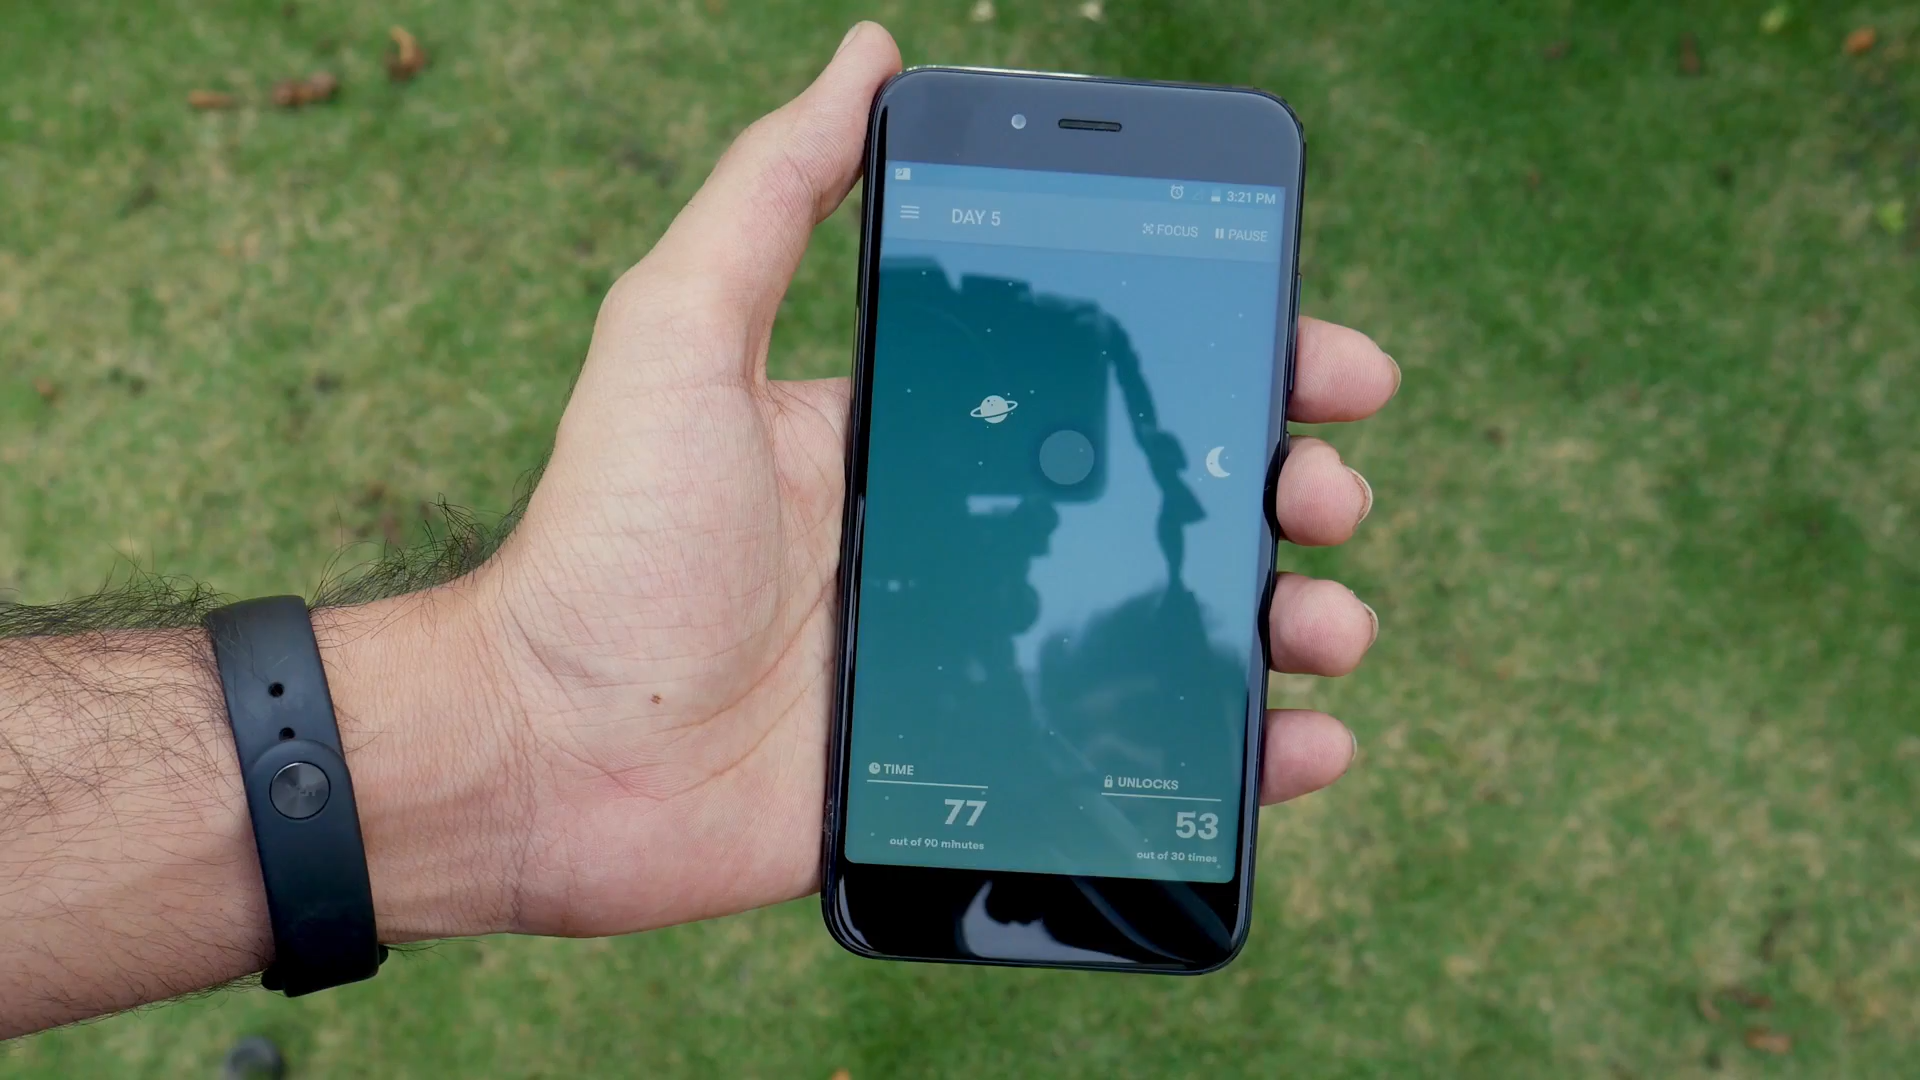 3:21 PM
DAY 5
FOCUS
PAUSE
TIME
77
out of 90 minutes
UNLOCKS
53
out of 30 times